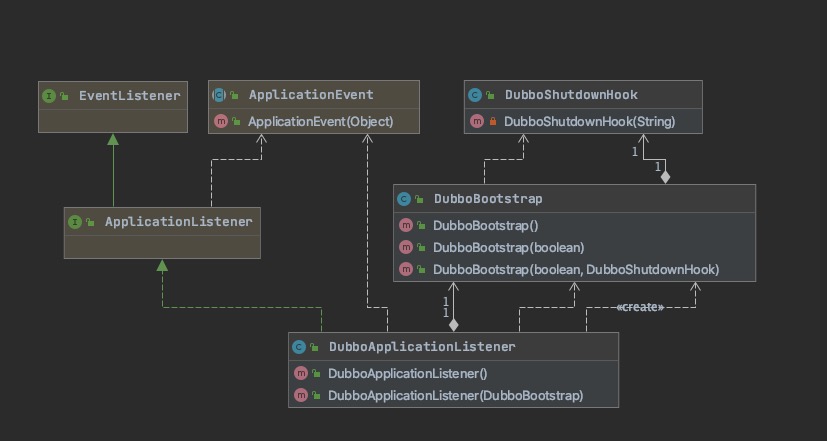 EventListener
ApplicationEvent
ApplicationEvent(Object)
DubboShutdownHook
DubboShutdownHook(String)
1
1
ApplicationListener
DubboBootstrap
DubboBootstrap()
DubboBootstrap(boolean)
DubboBootstrap(boolean, DubboShutdownHook)
1
1
«create»
DubboApplicationListener
DubboApplicationListener()
DubboApplicationListener(DubboBootstrap)